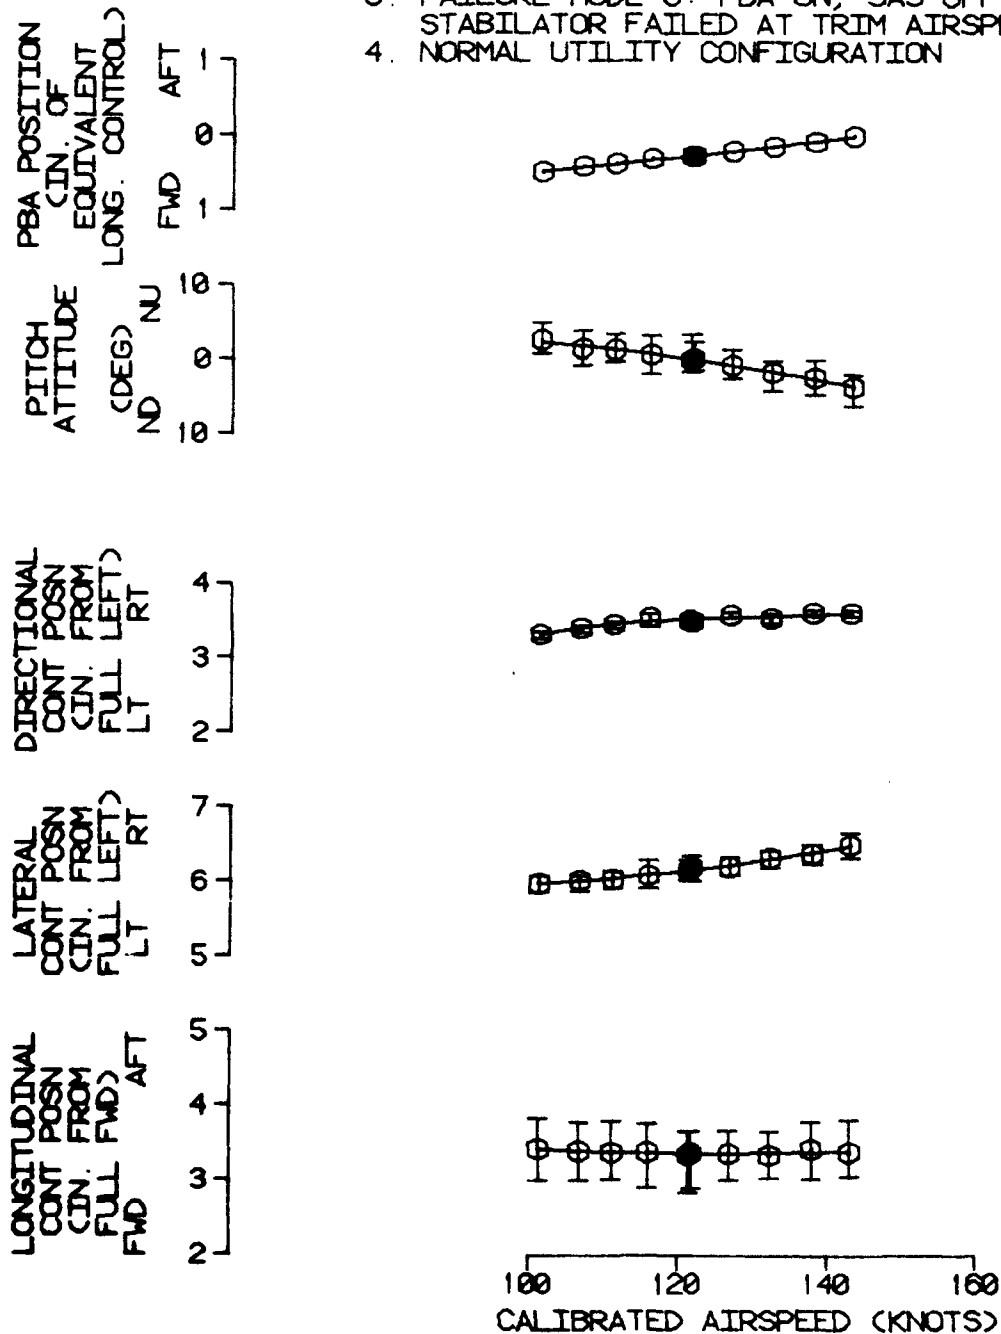 STABILATOR FAILED AT TRIM
4. NORMAL UTILITY CONFIGURATION
PBA POSITION
(IN. OF
EQUIVALENT
LONG. CONTROL)
FWD AFT
1
0
1
PITCH
ATTITUDE
(DEG)
ND NU
10
0
10
DIRECTIONAL
CONT POSN
(IN. FROM
FULL LEFT)
LT RT
4
3
2
LATERAL
CONT POSN
(IN. FROM
FULL LEFT)
LT RT
7
6
5
LONGITUDINAL
CONT POSN
(IN. FROM
FULL FWD)
FWD AFT
5
4
3
2
100 120 140 160
CALIBRATED AIRSPEED (KNOTS)